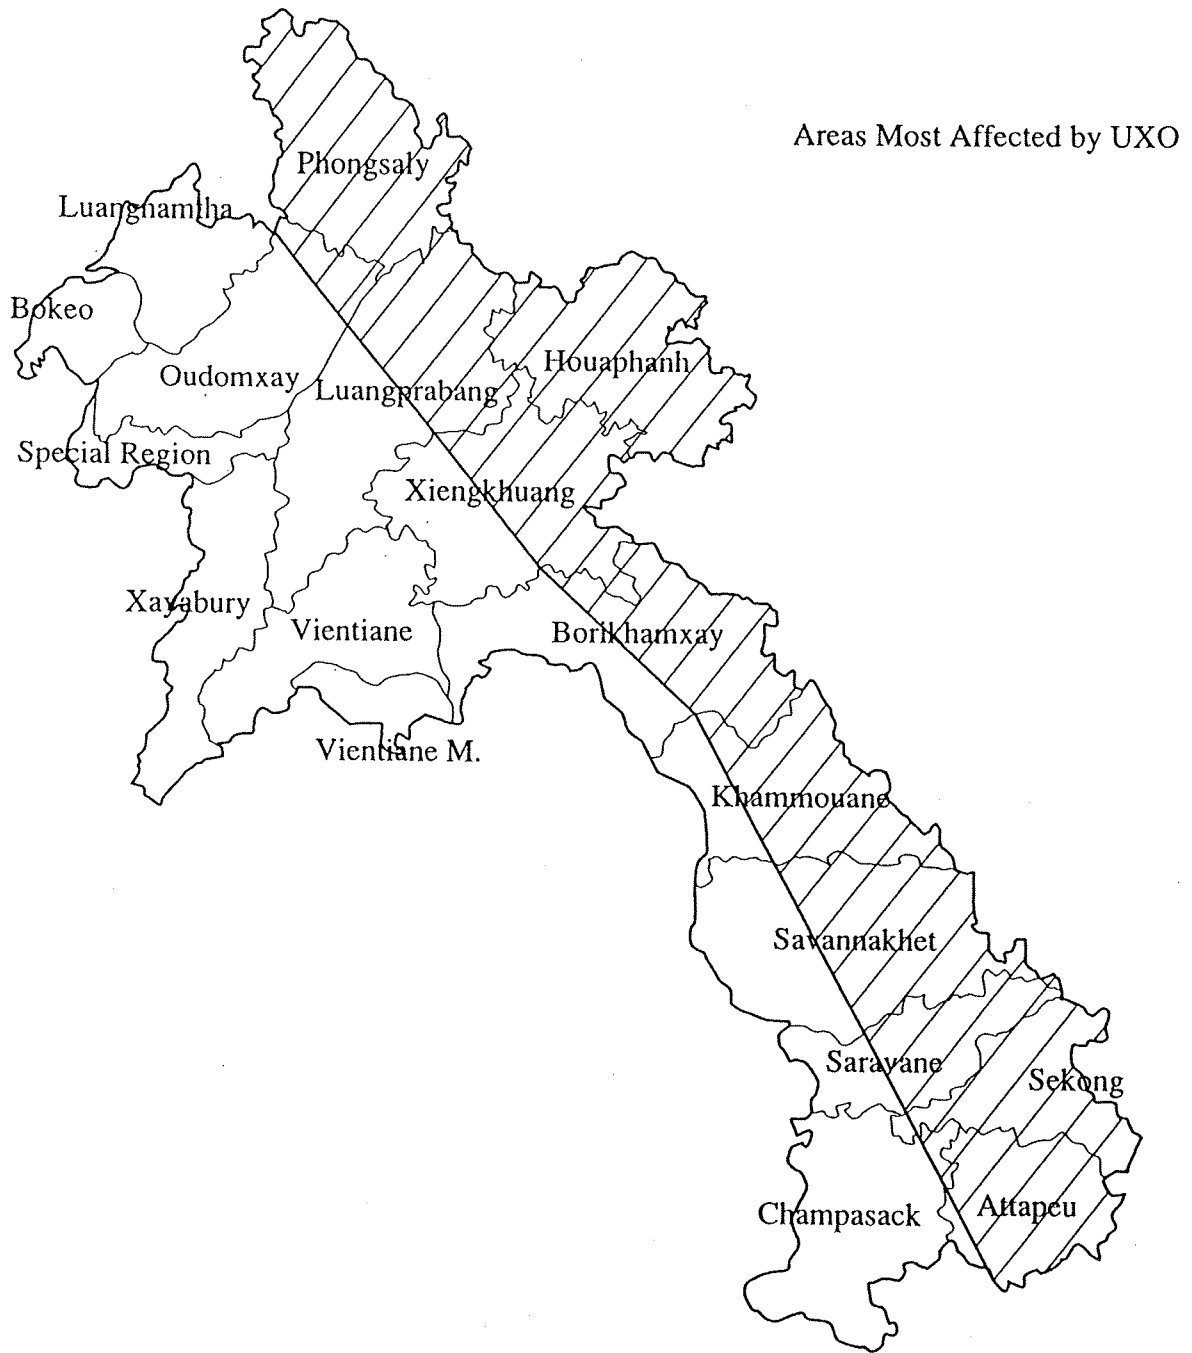 Areas Most Affected by UXO
Phongsaly
Luangnamtha
Bokeo
Houaphanh
Oudomxay
Luangprabang
Special Region
Xiengkhuang
Xayabury
Vientiane
Borikhamxay
Vientiane M.
Khammouane
Savannakhet
Saravane
Sekong
Attapeu
Champasack